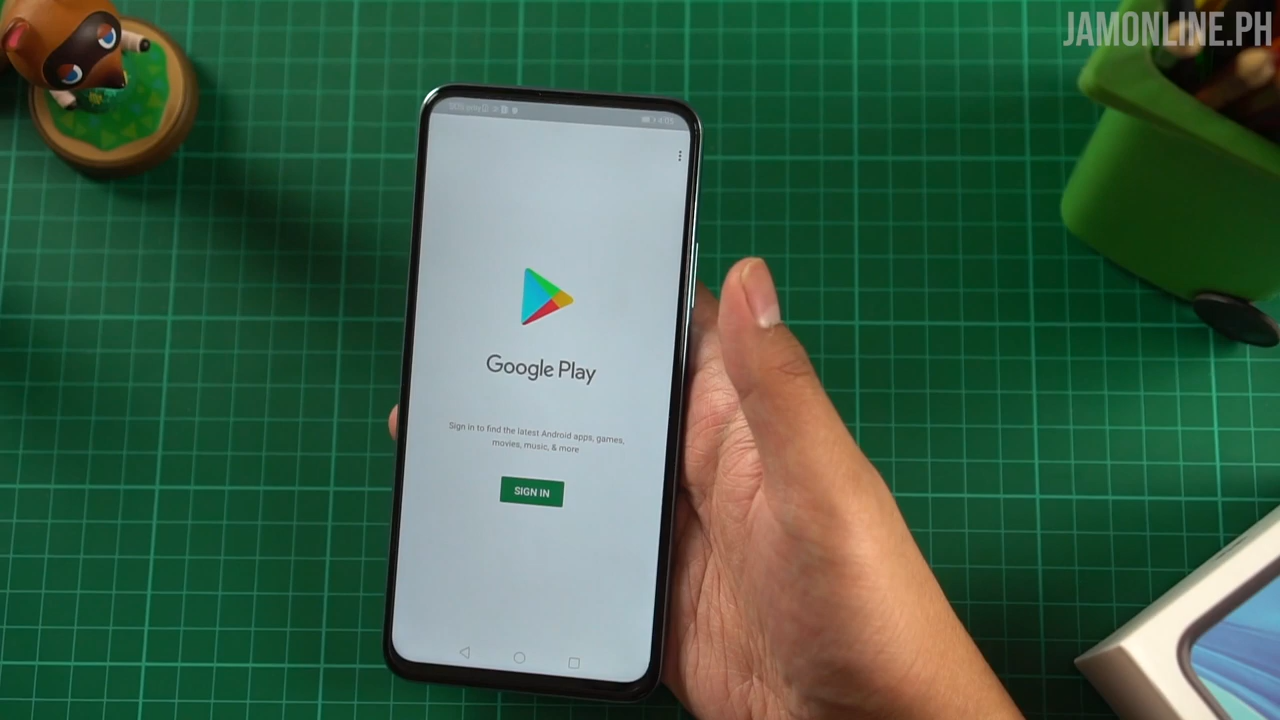 JAMONLINE.PH
Google Play
Sign in to find the latest Android apps, games,
movies, music, & more
SIGN IN